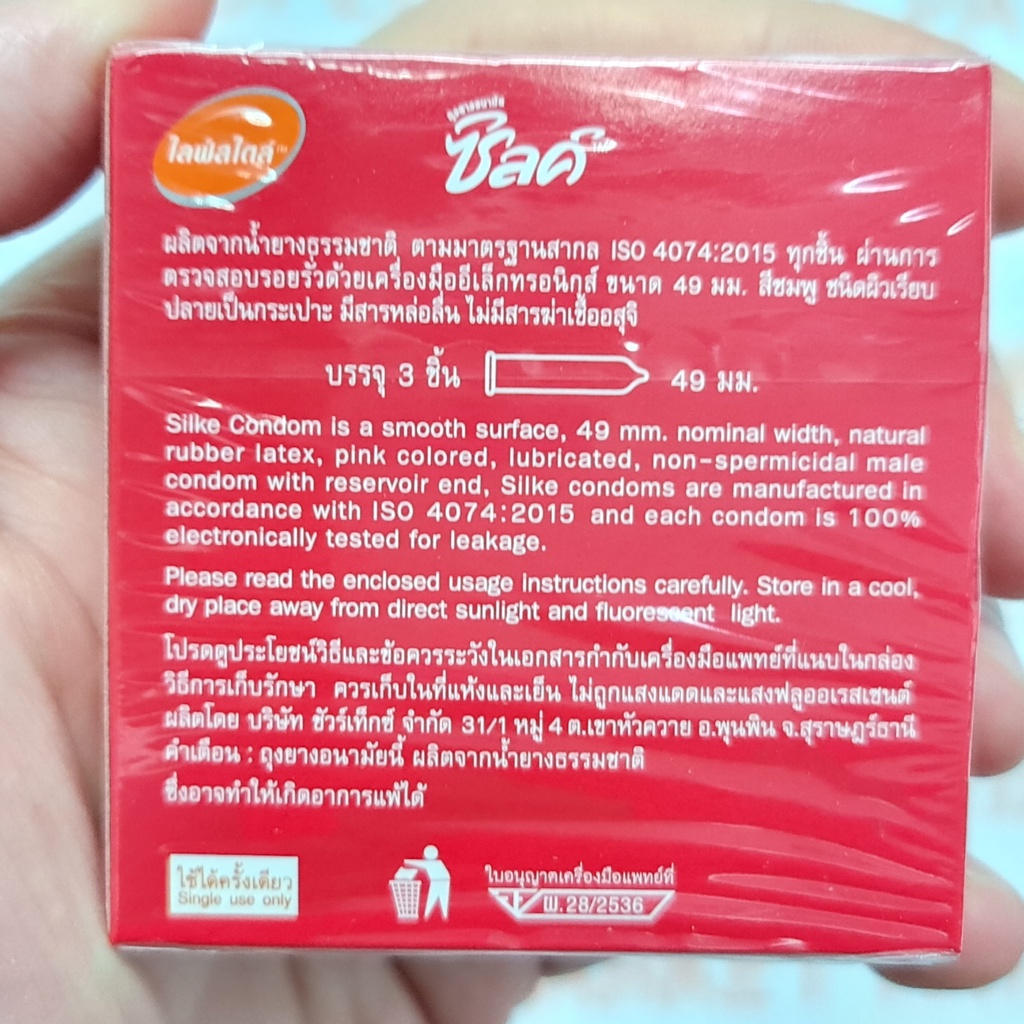 ไลฟ์สไตล์™
ถุงยางอนามัย
ซิลค์™
ผลิตจากน้ำยางธรรมชาติ ตามมาตรฐานสากล ISO 4074:2015 ทุกชิ้น ผ่านการ
ตรวจสอบรอยรั่วด้วยเครื่องมืออีเล็กทรอนิกส์ ขนาด 49 มม. สีชมพู ชนิดผิวเรียบ
ปลายเป็นกระเปาะ มีสารหล่อลื่น ไม่มีสารฆ่าเชื้ออสุจิ
บรรจุ 3 ชิ้น 49 มม.
Silke Condom is a smooth surface, 49 mm. nominal width, natural
rubber latex, pink colored, lubricated, non-spermicidal male
condom with reservoir end, Silke condoms are manufactured in
accordance with ISO 4074:2015 and each condom is 100%
electronically tested for leakage.
Please read the enclosed usage instructions carefully. Store in a cool,
dry place away from direct sunlight and fluorescent light.
โปรดดูประโยชน์วิธีและข้อควรระวังในเอกสารกำกับเครื่องมือแพทย์ที่แนบในกล่อง
วิธีการเก็บรักษา ควรเก็บในที่แห้งและเย็น ไม่ถูกแสงแดดและแสงฟลูออเรสเซนต์
ผลิตโดย บริษัท ชัวร์เท็กซ์ จำกัด 31/1 หมู่ 4 ต.เขาหัวควาย อ.พุนพิน จ.สุราษฎร์ธานี
คำเตือน : ถุงยางอนามัยนี้ ผลิตจากน้ำยางธรรมชาติ
ซึ่งอาจทำให้เกิดอาการแพ้ได้
ใช้ได้ครั้งเดียว
Single use only
ใบอนุญาตเครื่องมือแพทย์ที่
ผ.28/2536